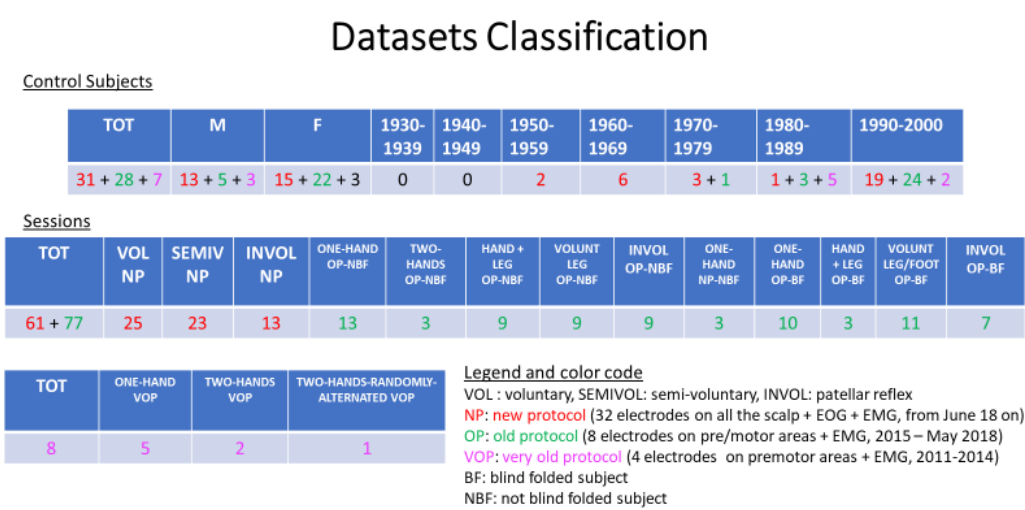 Datasets Classification
Control Subjects
TOT M F 1930- 1940- 1950- 1960- 1970- 1980- 1990-2000
1939 1949 1959 1969 1979 1989
31 + 28 + 7 13 + 5 + 3 15 + 22 + 3 0 0 2 6 3 + 1 1 + 3 + 5 19 + 24 + 2
Sessions
TOT VOL SEMIV INVOL ONE-HAND TWO- HAND + VOLUNT INVOL ONE- ONE- HAND VOLUNT INVOL
NP NP NP OP-NBF HANDS LEG LEG OP-NBF HAND HAND + LEG LEG/FOOT OP-BF
OP-NBF OP-NBF OP-NBF NP-NBF OP-BF OP-BF OP-BF
61 + 77 25 23 13 13 3 9 9 9 3 10 3 11 7
TOT ONE-HAND TWO-HANDS TWO-HANDS-RANDOMLY-
VOP VOP ALTERNATED VOP
8 5 2 1
Legend and color code
VOL : voluntary, SEMIVOL: semi-voluntary, INVOL: patellar reflex
NP: new protocol (32 electrodes on all the scalp + EOG + EMG, from June 18 on)
OP: old protocol (8 electrodes on pre/motor areas + EMG, 2015 – May 2018)
VOP: very old protocol (4 electrodes on premotor areas + EMG, 2011-2014)
BF: blind folded subject
NBF: not blind folded subject